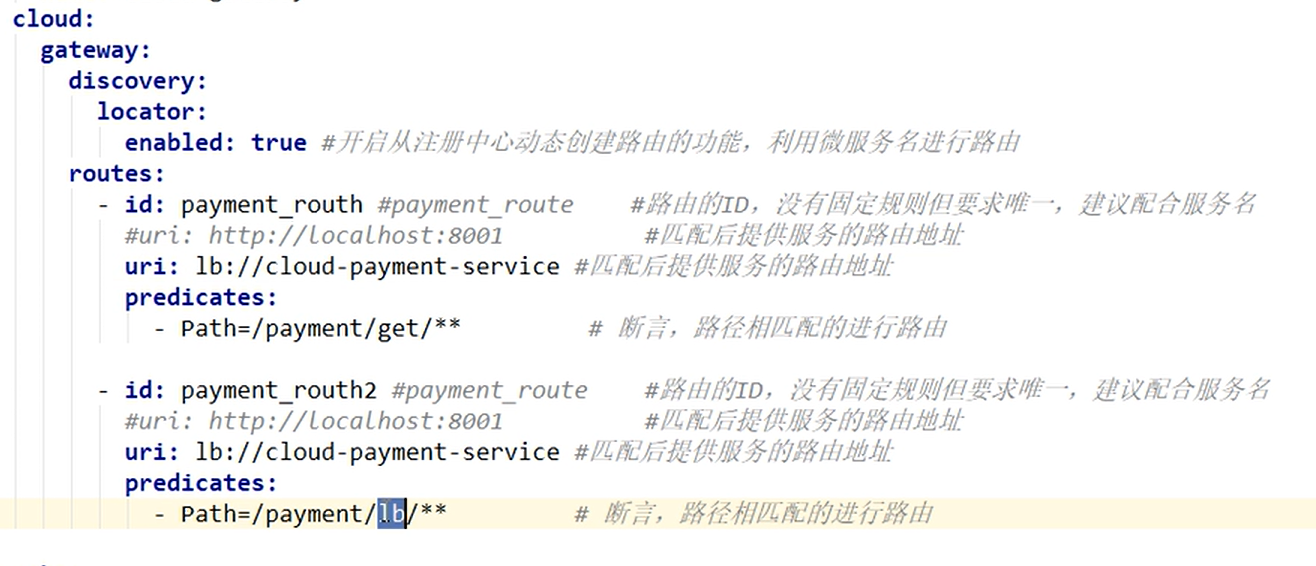 cloud:
gateway:
discovery:
locator:
enabled: true #开启从注册中心动态创建路由的功能，利用微服务名进行路由
routes:
- id: payment_routh #payment_route #路由的ID，没有固定规则但要求唯一，建议配合服务名
#uri: http://localhost:8001 #匹配后提供服务的路由地址
uri: lb://cloud-payment-service #匹配后提供服务的路由地址
predicates:
- Path=/payment/get/** # 断言，路径相匹配的进行路由
- id: payment_routh2 #payment_route #路由的ID，没有固定规则但要求唯一，建议配合服务名
#uri: http://localhost:8001 #匹配后提供服务的路由地址
uri: lb://cloud-payment-service #匹配后提供服务的路由地址
predicates:
- Path=/payment/lb/** # 断言，路径相匹配的进行路由